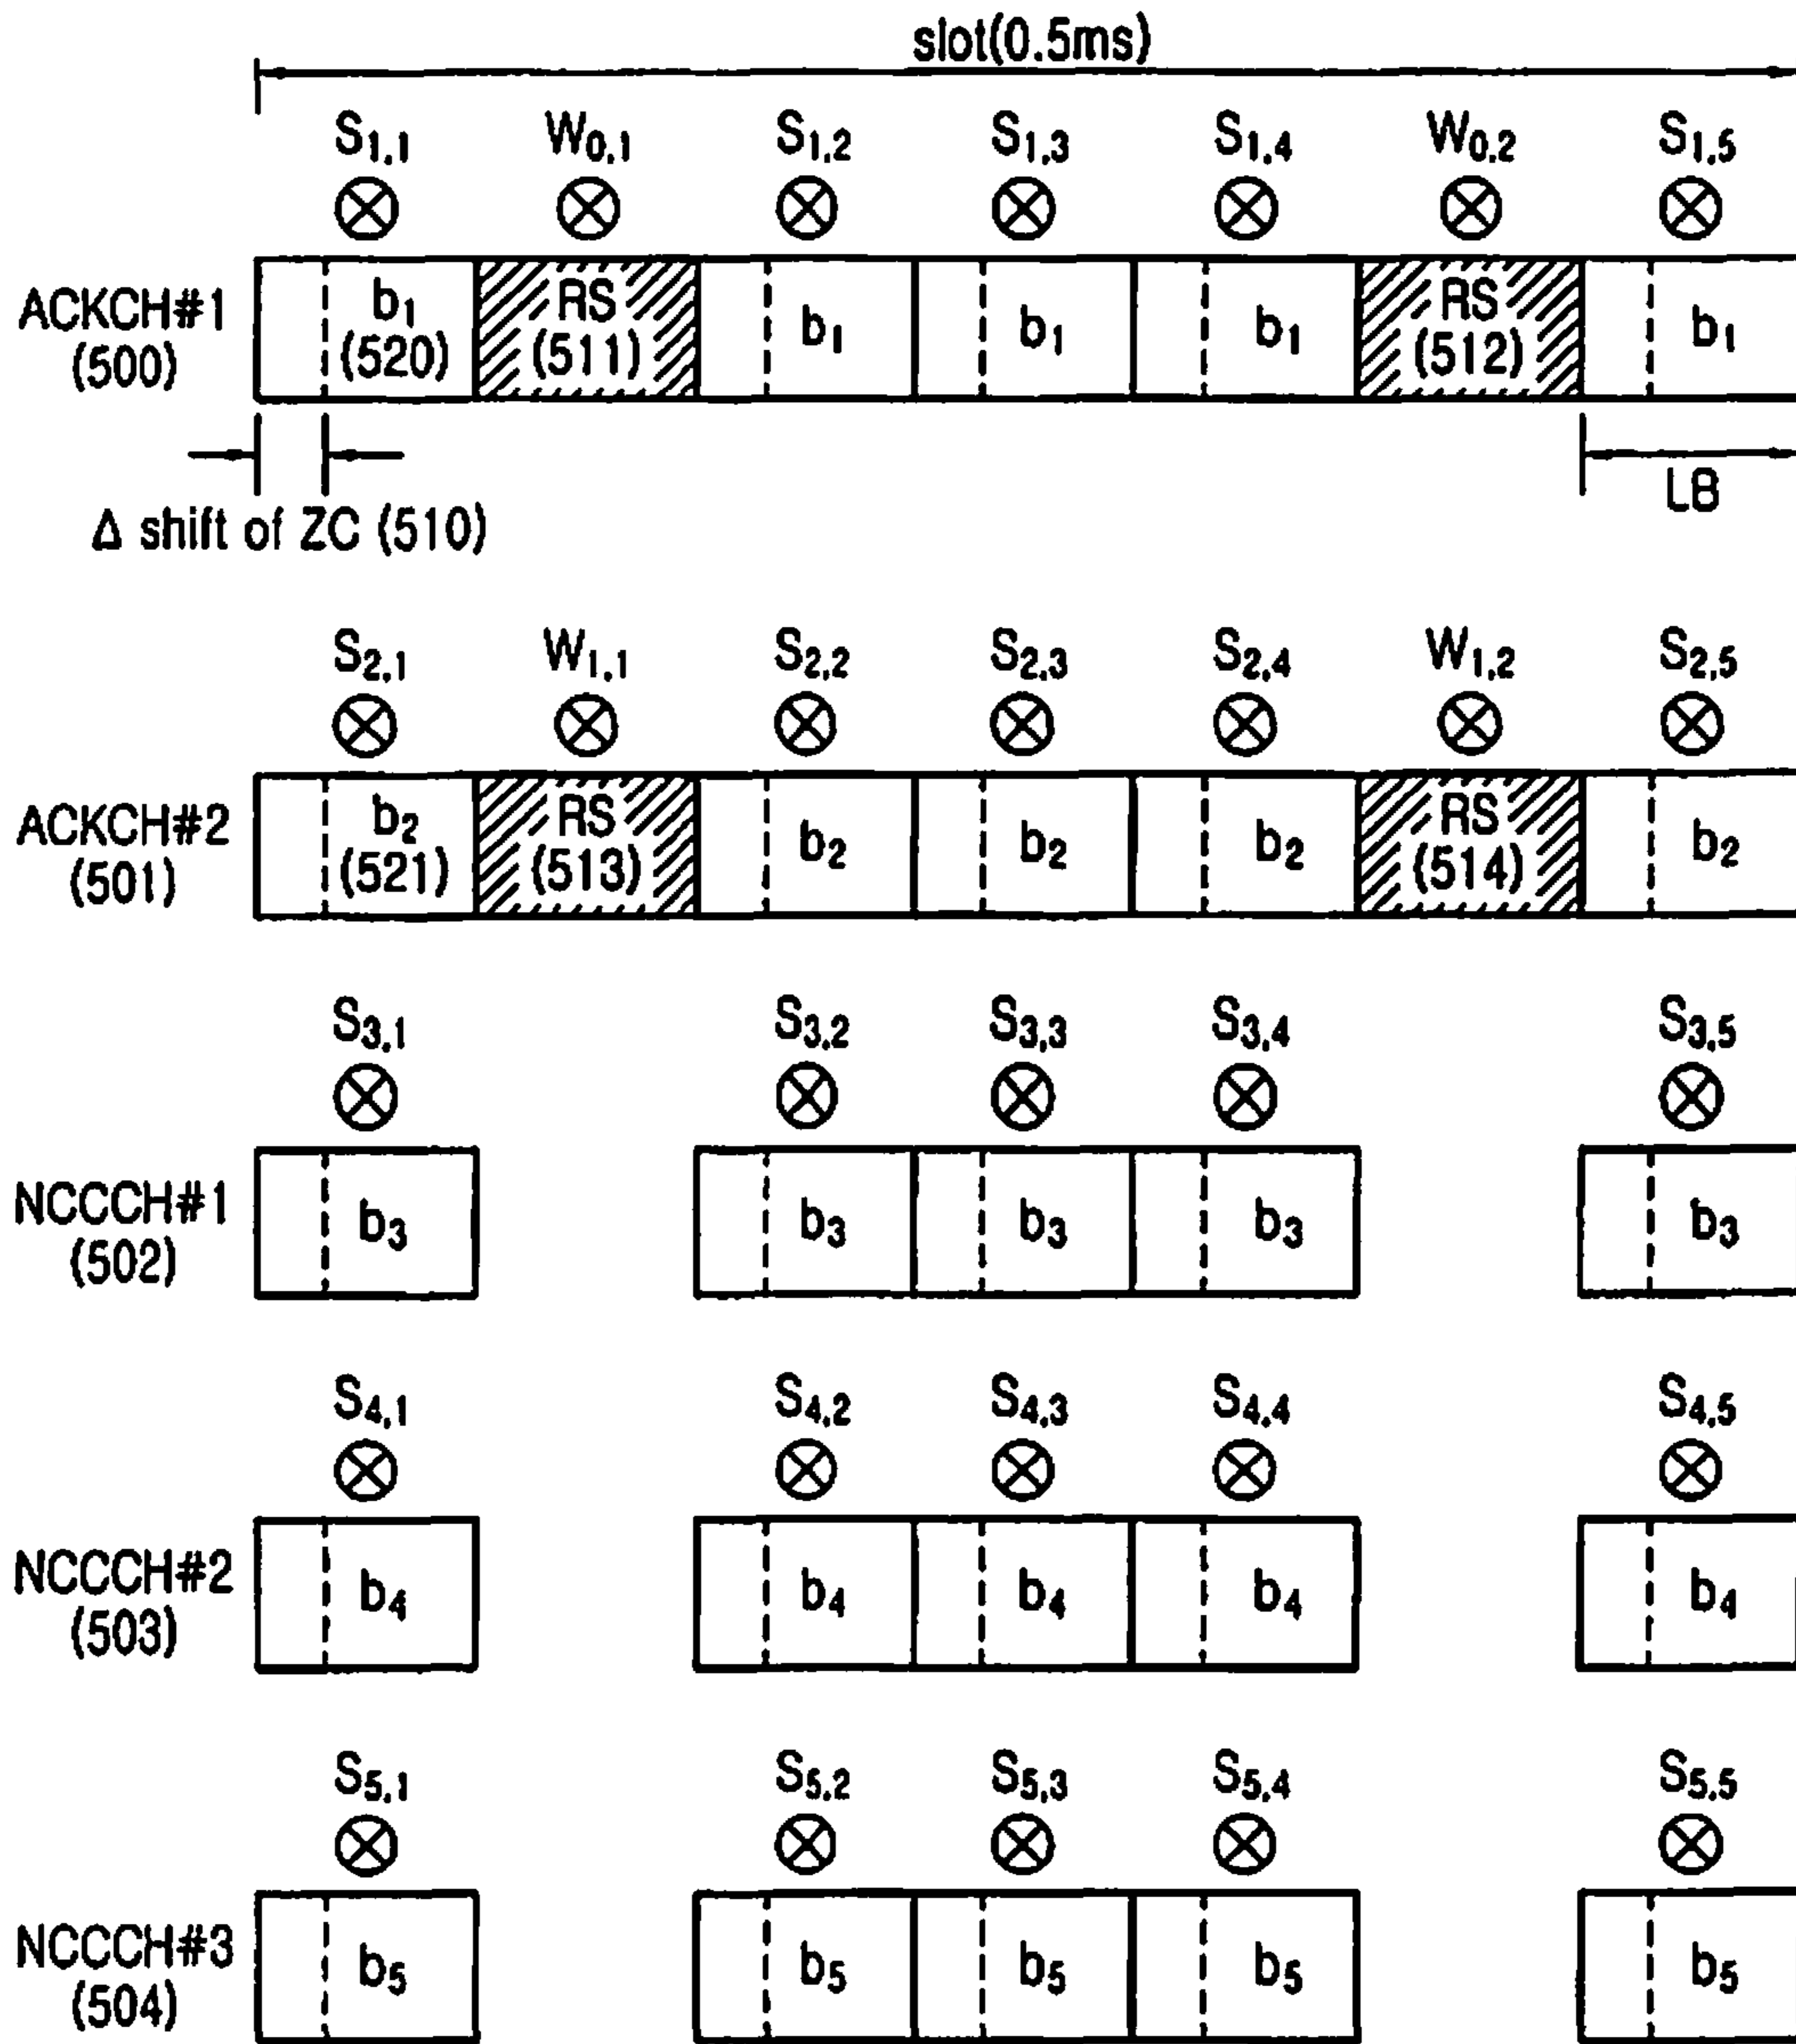 slot(0.5ms)
S1,1 W0,1 S1,2 S1,3 S1,4 W0,2 S1,5
ACKCH#1
(500)
b1
(520)
RS
(511)
b1
b1
b1
RS
(512)
b1
Δ shift of ZC (510)
LB
S2,1 W1,1 S2,2 S2,3 S2,4 W1,2 S2,5
ACKCH#2
(501)
b2
(521)
RS
(513)
b2
b2
b2
RS
(514)
b2
S3,1 S3,2 S3,3 S3,4 S3,5
NCCCH#1
(502)
b3 b3 b3 b3 b3
S4,1 S4,2 S4,3 S4,4 S4,5
NCCCH#2
(503)
b4 b4 b4 b4 b4
S5,1 S5,2 S5,3 S5,4 S5,5
NCCCH#3
(504)
b5 b5 b5 b5 b5